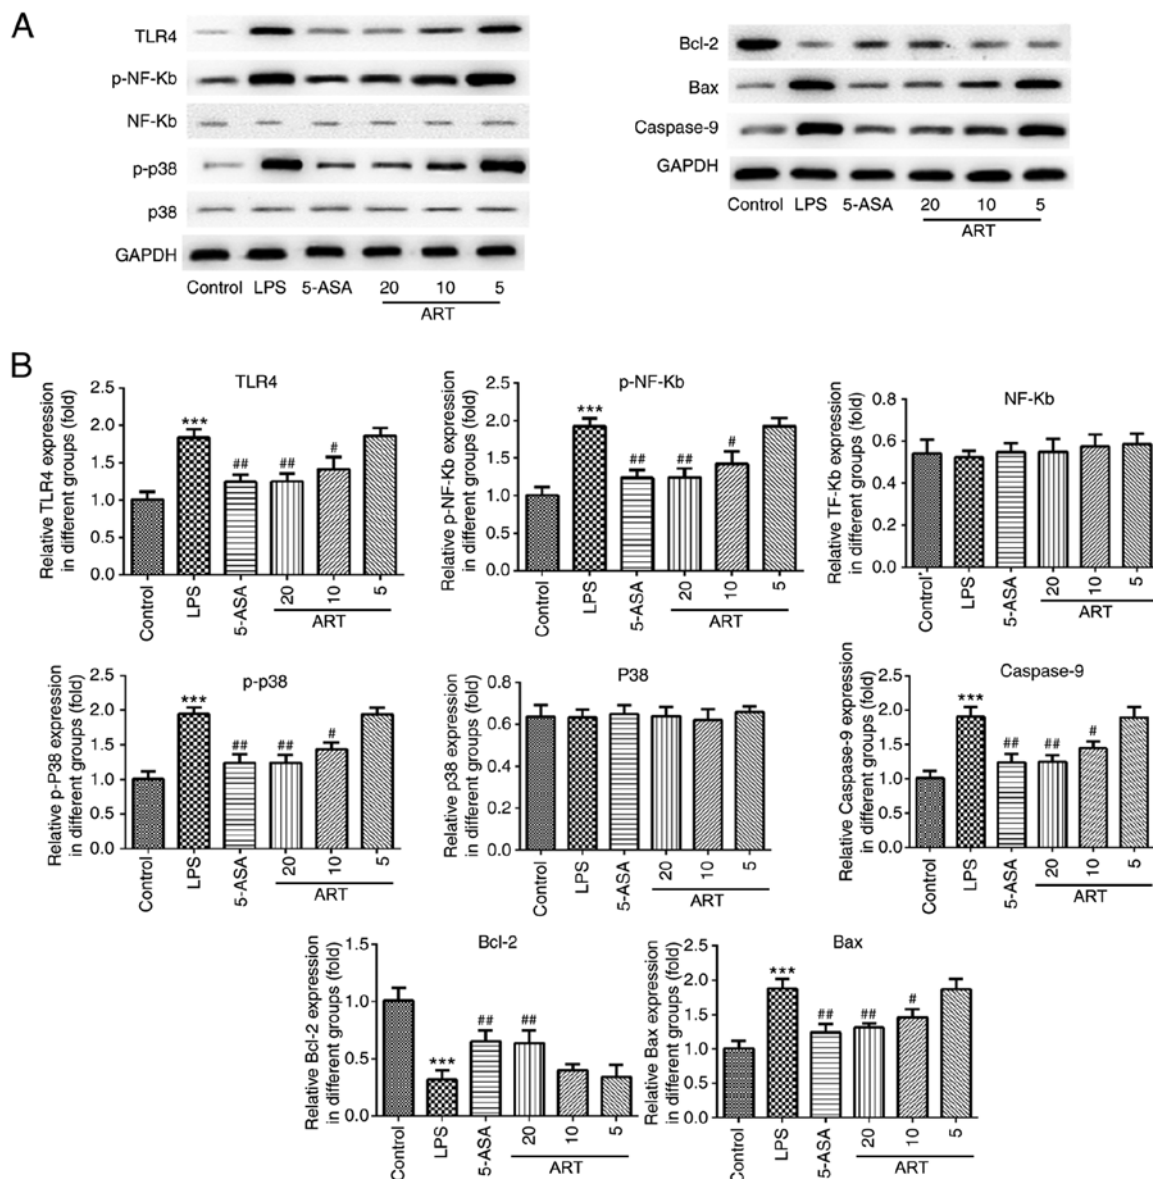 A
TLR4
p-NF-Kb
NF-Kb
p-p38
p38
GAPDH
Control LPS 5-ASA 20 10 5
ART
Bcl-2
Bax
Caspase-9
GAPDH
Control LPS 5-ASA 20 10 5
ART
B
TLR4
Relative TLR4 expression
in different groups (fold)
2.5
2.0
1.5
1.0
0.5
0.0
***
##
##
#
Control
LPS
5-ASA
20
10
5
ART
p-NF-Kb
Relative p-NF-Kb expression
in different groups (fold)
2.5
2.0
1.5
1.0
0.5
0.0
***
##
##
#
Control
LPS
5-ASA
20
10
5
ART
NF-Kb
Relative TF-Kb expression
in different groups (fold)
0.8
0.6
0.4
0.2
0.0
Control
LPS
5-ASA
20
10
5
ART
p-p38
Relative p-P38 expression
in different groups (fold)
2.5
2.0
1.5
1.0
0.5
0.0
***
##
##
#
Control
LPS
5-ASA
20
10
5
ART
P38
Relative p38 expression
in different groups (fold)
0.8
0.6
0.4
0.2
0.0
Control
LPS
5-ASA
20
10
5
ART
Caspase-9
Relative Caspase-9 expression
in different groups (fold)
2.5
2.0
1.5
1.0
0.5
0.0
***
##
##
#
Control
LPS
5-ASA
20
10
5
ART
Bcl-2
Relative Bcl-2 expression
in different groups (fold)
1.5
1.0
0.5
0.0
***
##
##
Control
LPS
5-ASA
20
10
5
ART
Bax
Relative Bax expression
in different groups (fold)
2.5
2.0
1.5
1.0
0.5
0.0
***
##
##
#
Control
LPS
5-ASA
20
10
5
ART